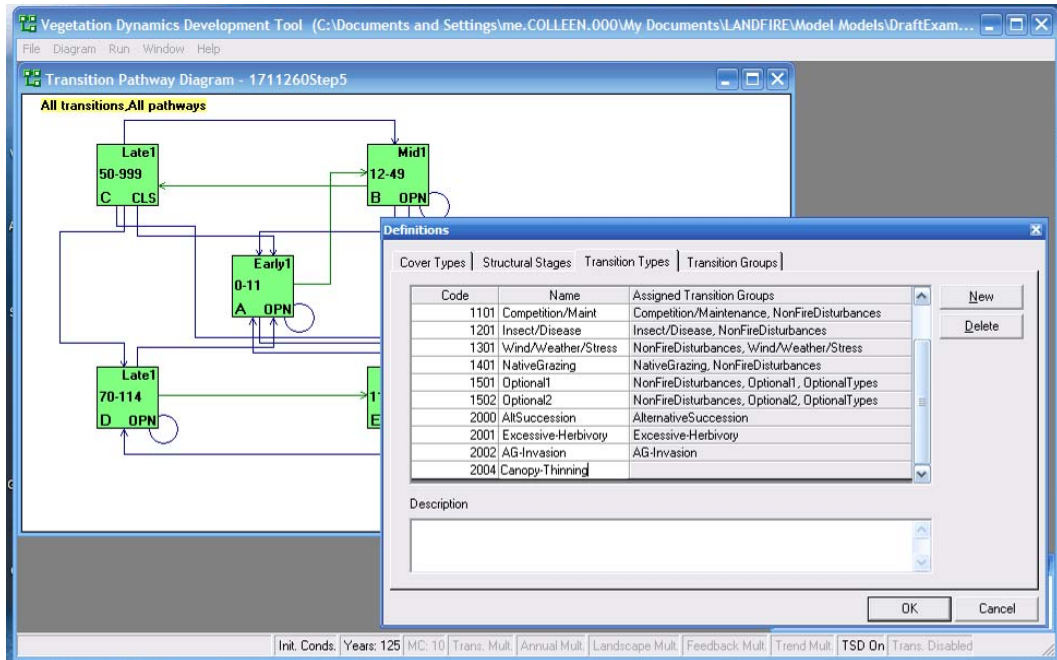 Vegetation Dynamics Development Tool (C:\Documents and Settings\me.COLLEEN.000\My Documents\LANDFIRE\Model Models\DraftExam...
File Diagram Run Window Help
Transition Pathway Diagram - 1711260Step5
All transitions,All pathways
Late1
50-999
C CLS
Mid1
12-49
B OPN
Early1
0-11
A OPN
Late1
70-114
D OPN
11
E
Definitions
Cover Types Structural Stages Transition Types Transition Groups
Code Name Assigned Transition Groups
1101 Competition/Maint Competition/Maintenance, NonFireDisturbances
1201 Insect/Disease Insect/Disease, NonFireDisturbances
1301 Wind/Weather/Stress NonFireDisturbances, Wind/Weather/Stress
1401 NativeGrazing NativeGrazing, NonFireDisturbances
1501 Optional1 NonFireDisturbances, Optional1, OptionalTypes
1502 Optional2 NonFireDisturbances, Optional2, OptionalTypes
2000 AltSuccession AlternativeSuccession
2001 Excessive-Herbivory Excessive-Herbivory
2002 AG-Invasion AG-Invasion
2004 Canopy-Thinning
New
Delete
Description
OK Cancel
Init. Conds. Years: 125 MC: 10 Trans. Mult. Annual Mult. Landscape Mult. Feedback Mult. Trend Mult. TSD On Trans. Disabled